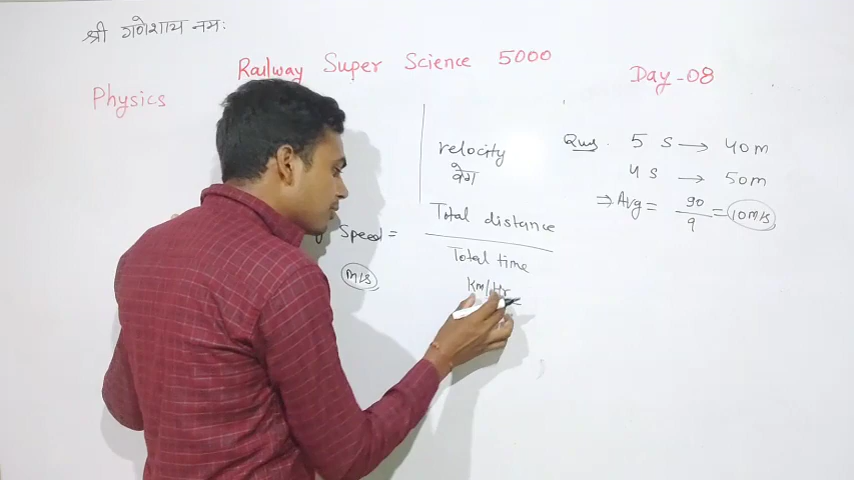 श्री गणेशाय नमः
Railway Super Science 5000
Day-08
Physics
velocity
वेग
Speed = Total distance
Total time
m/s
Km/Hr
Ques. 5 s → 40m
4 s → 50m
⇒ Avg = 90/9 = 10m/s